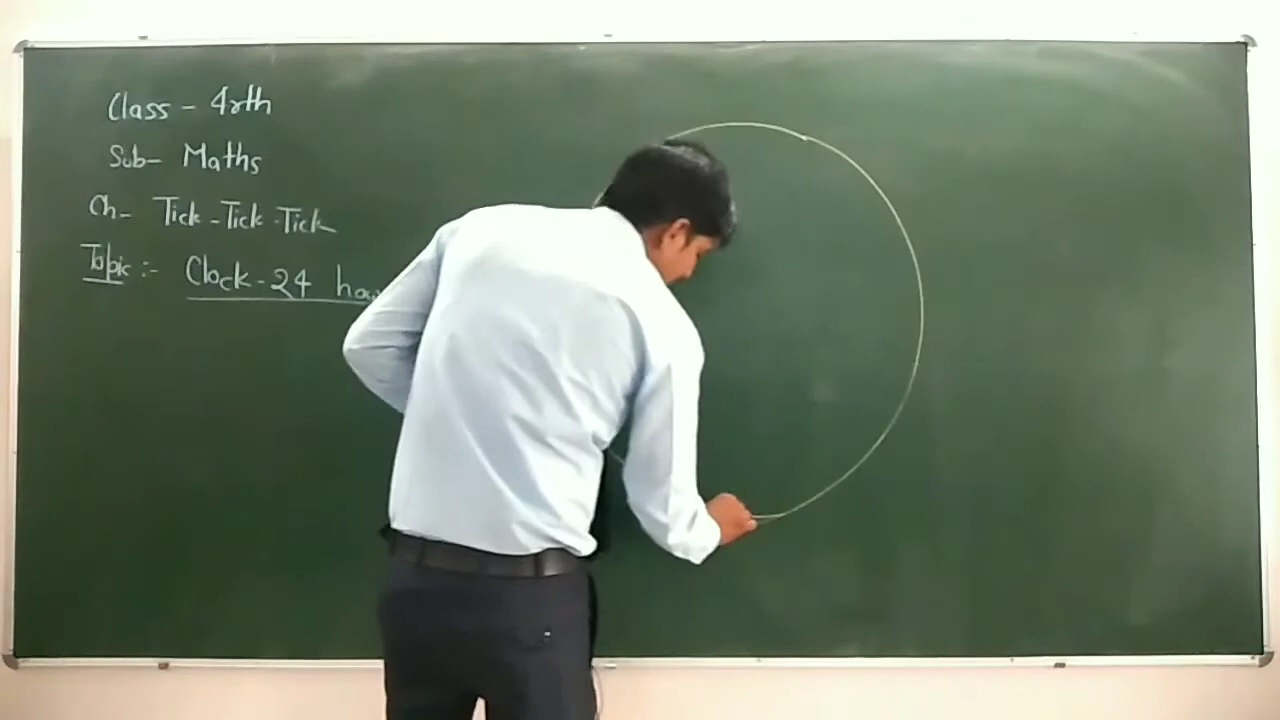 Class - 4rth
Sub- Maths
Ch- Tick-Tick-Tick
Topic :- Clock-24